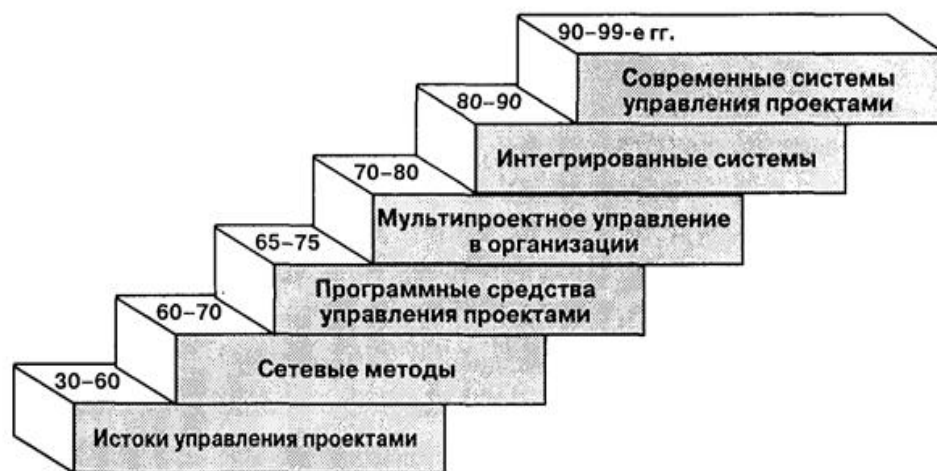 90–99-е гг.
Современные системы
управления проектами
80–90
Интегрированные системы
70–80
Мультипроектное управление
в организации
65–75
Программные средства
управления проектами
60–70
Сетевые методы
30–60
Истоки управления проектами